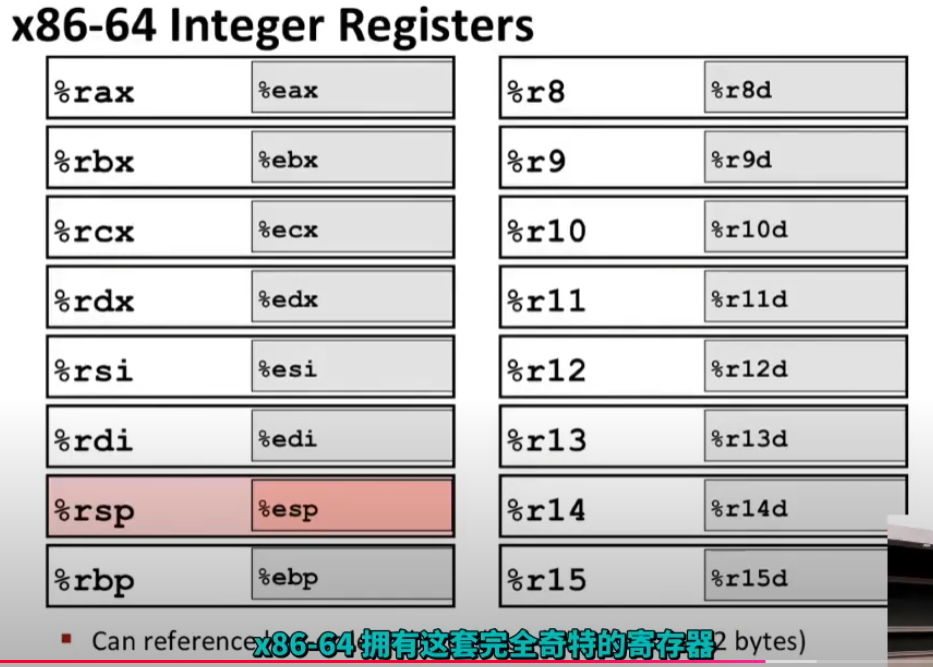 x86-64 Integer Registers
%rax %eax %r8 %r8d
%rbx %ebx %r9 %r9d
%rcx %ecx %r10 %r10d
%rdx %edx %r11 %r11d
%rsi %esi %r12 %r12d
%rdi %edi %r13 %r13d
%rsp %esp %r14 %r14d
%rbp %ebp %r15 %r15d
Can reference 2 bytes)
x86-64 拥有这套完全奇特的寄存器